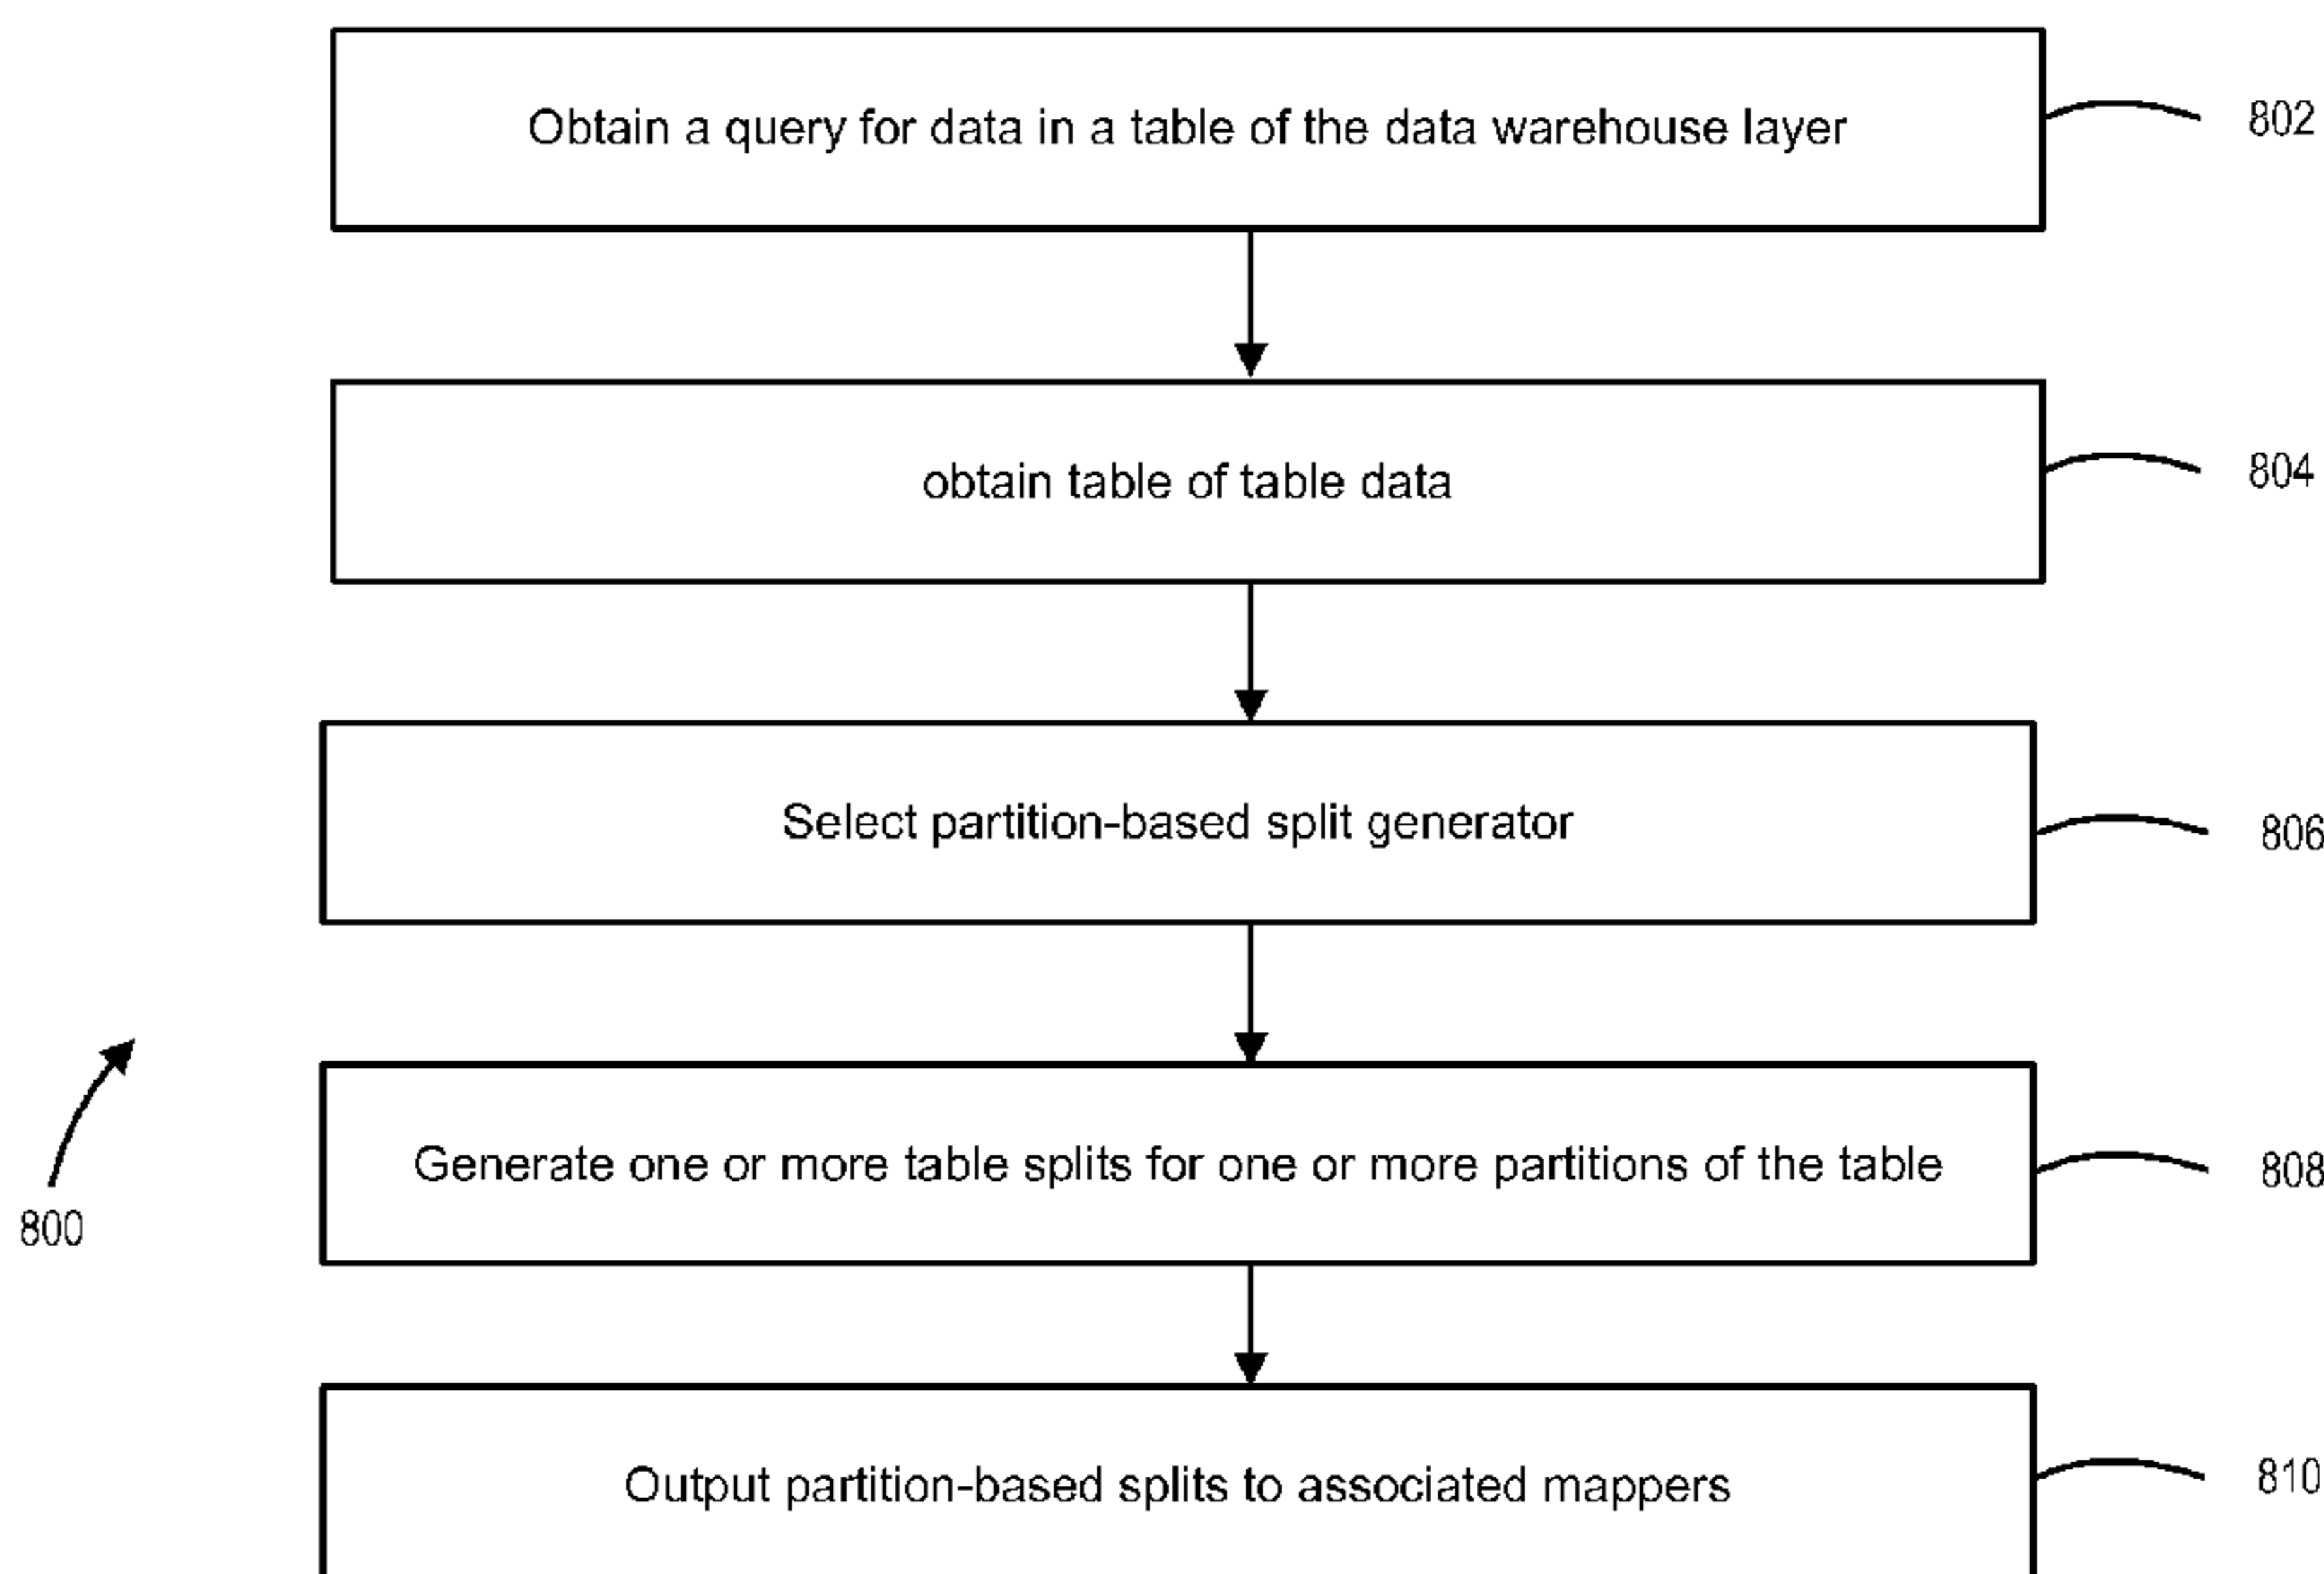 Obtain a query for data in a table of the data warehouse layer
802
obtain table of table data
804
Select partition-based split generator
806
Generate one or more table splits for one or more partitions of the table
808
800
Output partition-based splits to associated mappers
810